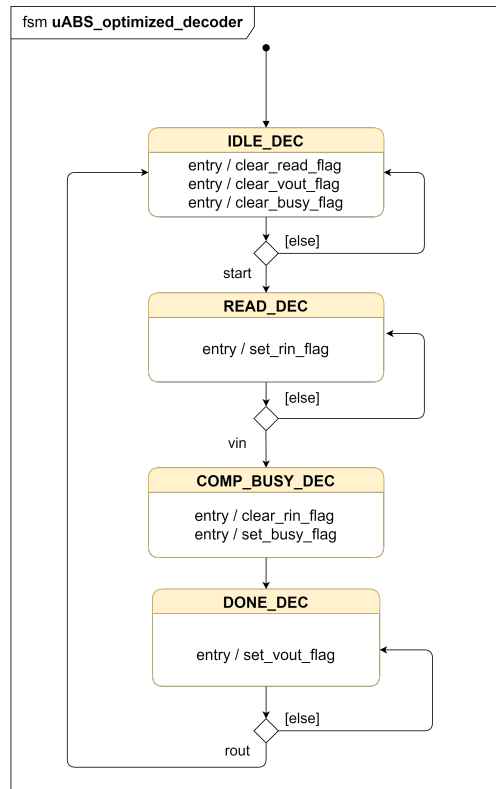 fsm uABS_optimized_decoder
IDLE_DEC
entry / clear_read_flag
entry / clear_vout_flag
entry / clear_busy_flag
[else]
start
READ_DEC
entry / set_rin_flag
[else]
vin
COMP_BUSY_DEC
entry / clear_rin_flag
entry / set_busy_flag
DONE_DEC
entry / set_vout_flag
[else]
rout